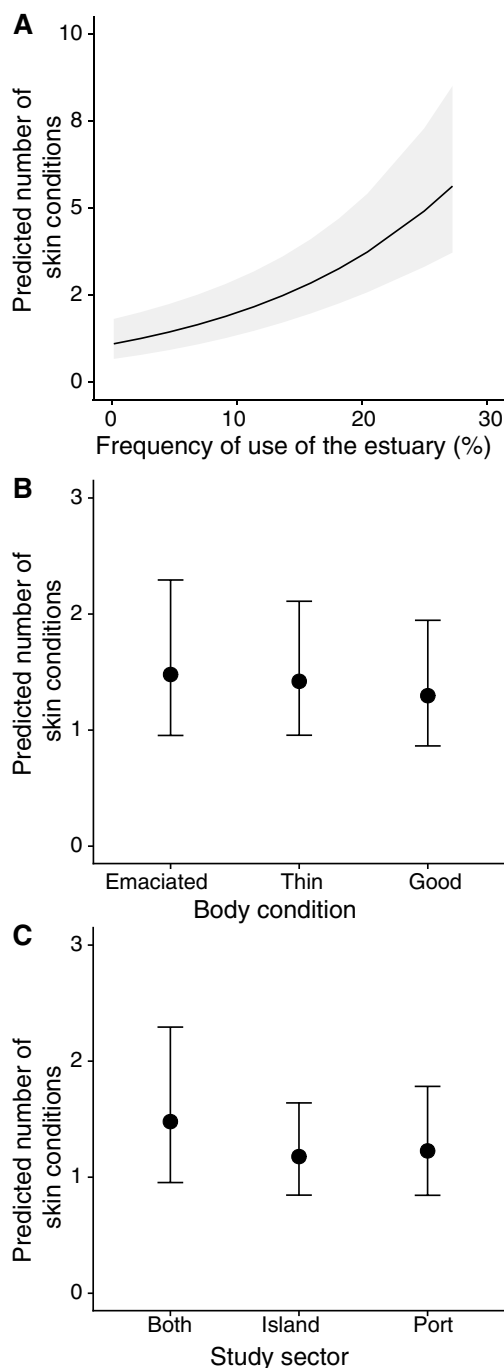 A
10
8
5
2
0
Predicted number of
skin conditions
0 10 20 30
Frequency of use of the estuary (%)
B
3
2
1
0
Predicted number of
skin conditions
Emaciated Thin Good
Body condition
C
3
2
1
0
Predicted number of
skin conditions
Both Island Port
Study sector